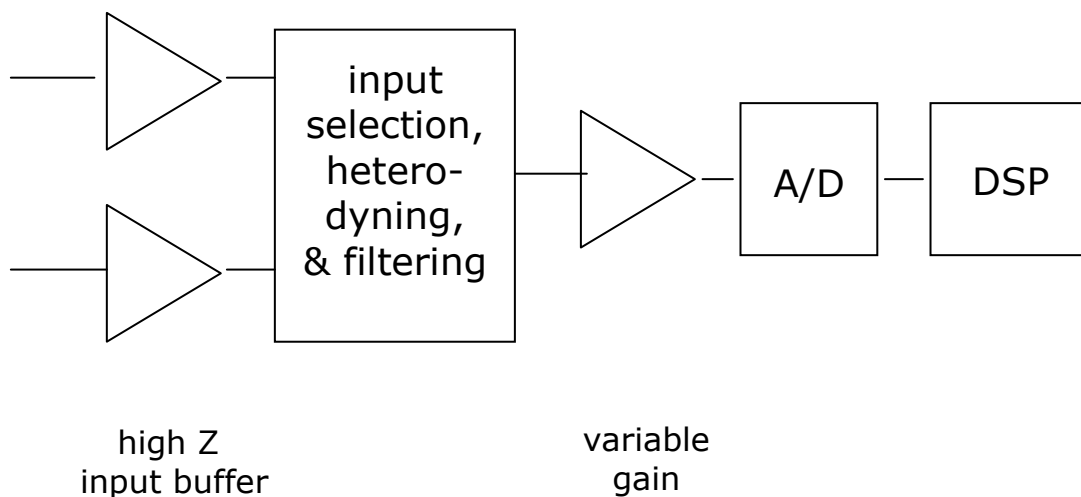 input
selection,
hetero-
dyning,
& filtering
A/D
DSP
high Z
input buffer
variable
gain